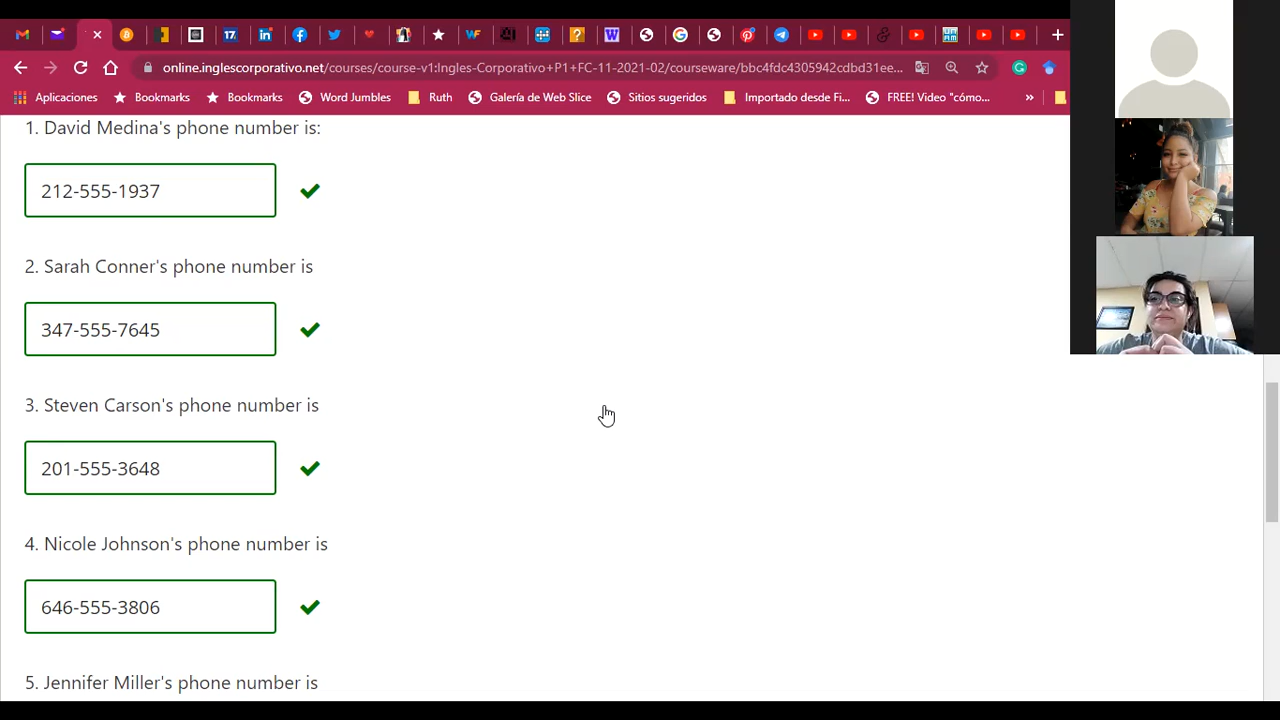 17
WF
W
online.inglescorporativo.net/courses/course-v1:Ingles-Corporativo+P1+FC-11-2021-02/courseware/bbc4fdc4305942cdbd31ee...
Aplicaciones Bookmarks Bookmarks Word Jumbles Ruth Galería de Web Slice Sitios sugeridos Importado desde Fi... FREE! Video "cómo... »
1. David Medina's phone number is:
212-555-1937
2. Sarah Conner's phone number is
347-555-7645
3. Steven Carson's phone number is
201-555-3648
4. Nicole Johnson's phone number is
646-555-3806
5. Jennifer Miller's phone number is